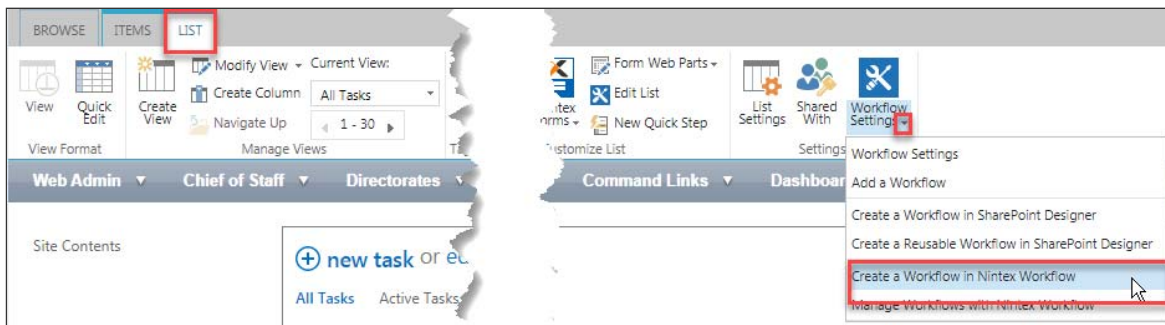 BROWSE ITEMS LIST
View
Quick Edit
View Format
Create View
Modify View
Create Column
Navigate Up
Current View:
All Tasks
1 - 30
Manage Views
Form Web Parts
Edit List
New Quick Step
List Settings
Shared With
Workflow Settings
Settings
Web Admin Chief of Staff Directorates Command Links
Workflow Settings
Add a Workflow
Create a Workflow in SharePoint Designer
Create a Reusable Workflow in SharePoint Designer
Create a Workflow in Nintex Workflow
Manage Workflows with Nintex Workflow
Site Contents
new task or
All Tasks Active Tasks